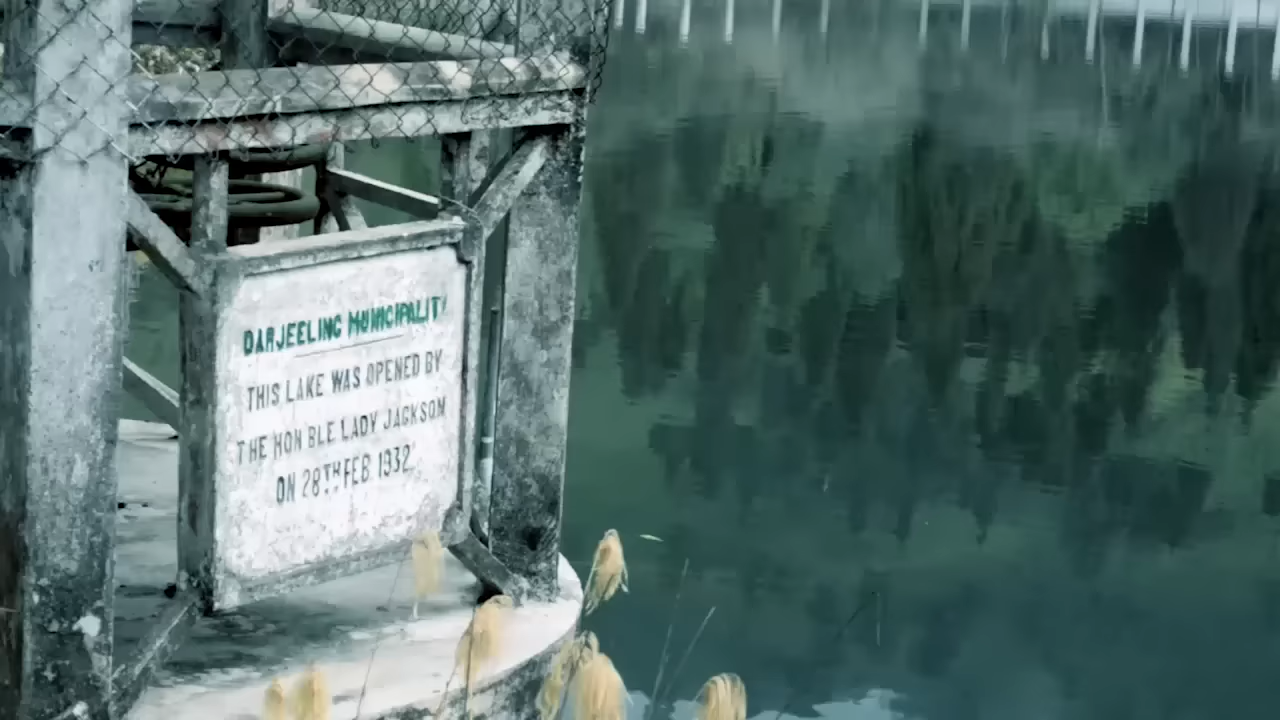 DARJEELING MUNICIPALITY
THIS LAKE WAS OPENED BY
THE HON BLE LADY JACKSON
ON 28TH FEB 1932